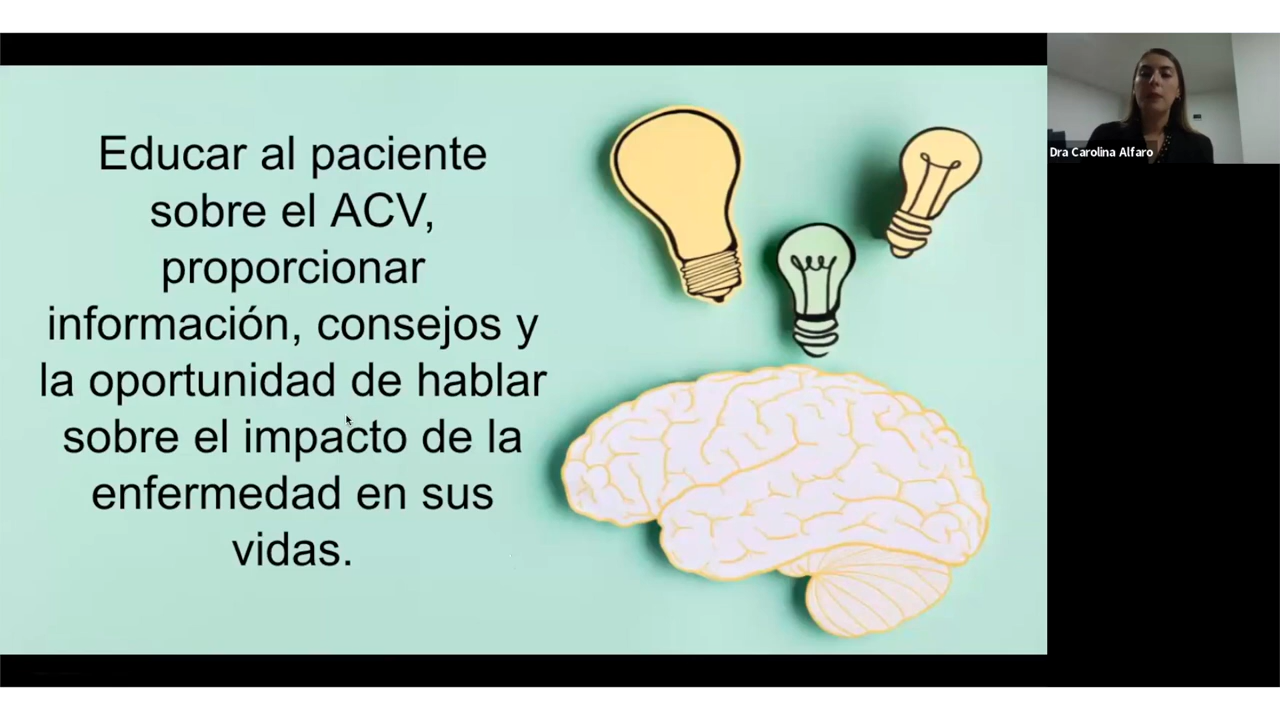 Educar al paciente
sobre el ACV,
proporcionar
información, consejos y
la oportunidad de hablar
sobre el impacto de la
enfermedad en sus
vidas.
Dra Carolina Alfaro